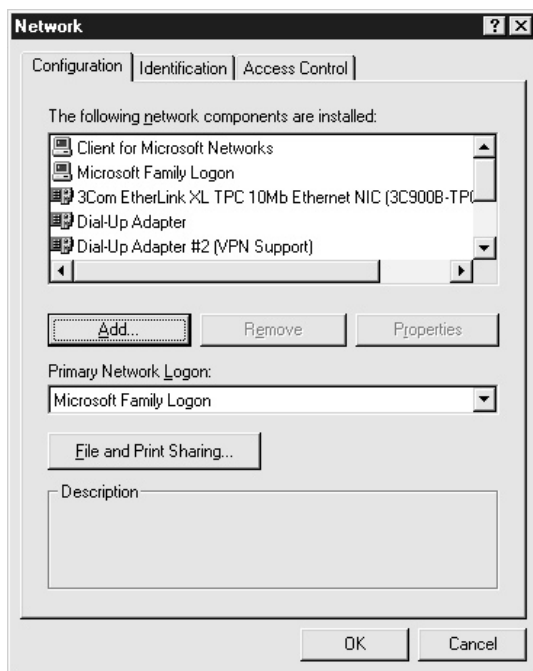 Network
Configuration Identification Access Control
The following network components are installed:
Client for Microsoft Networks
Microsoft Family Logon
3Com EtherLink XL TPC 10Mb Ethernet NIC (3C900B-TP
Dial-Up Adapter
Dial-Up Adapter #2 (VPN Support)
Add... Remove Properties
Primary Network Logon:
Microsoft Family Logon
File and Print Sharing...
Description
OK Cancel